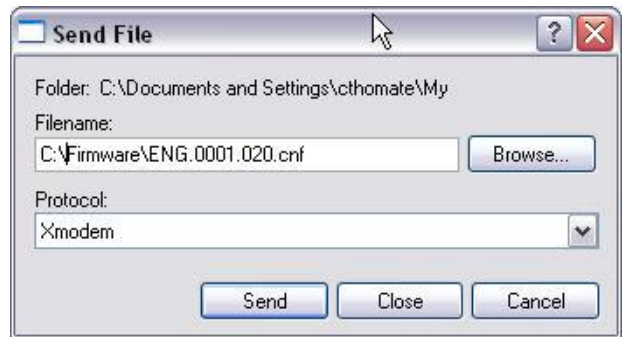 Send File
Folder: C:\Documents and Settings\cthomate\My
Filename:
C:\Firmware\ENG.0001.020.cnf Browse...
Protocol:
Xmodem
Send Close Cancel